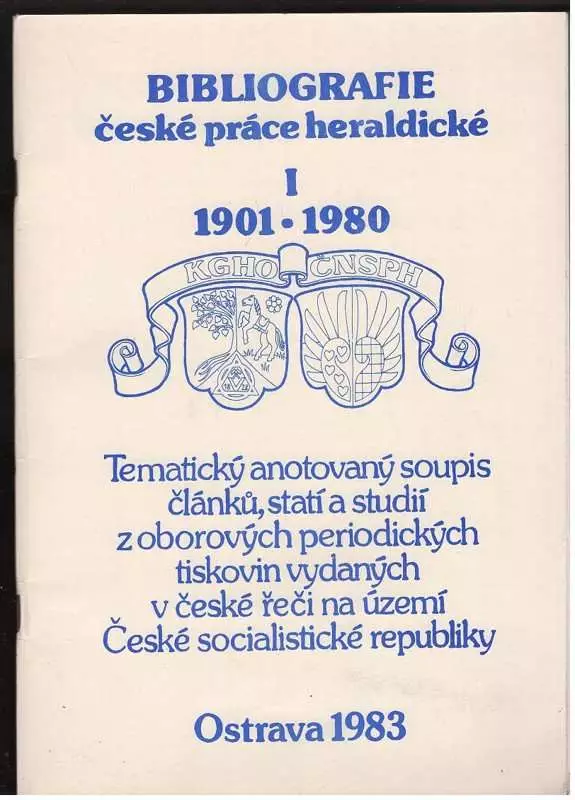 BIBLIOGRAFIE
české práce heraldické
I
1901 • 1980
KGHO ČNSPH
Tematický anotovaný soupis
článků, statí a studií
z oborových periodických
tiskovin vydaných
v české řeči na území
České socialistické republiky
Ostrava 1983